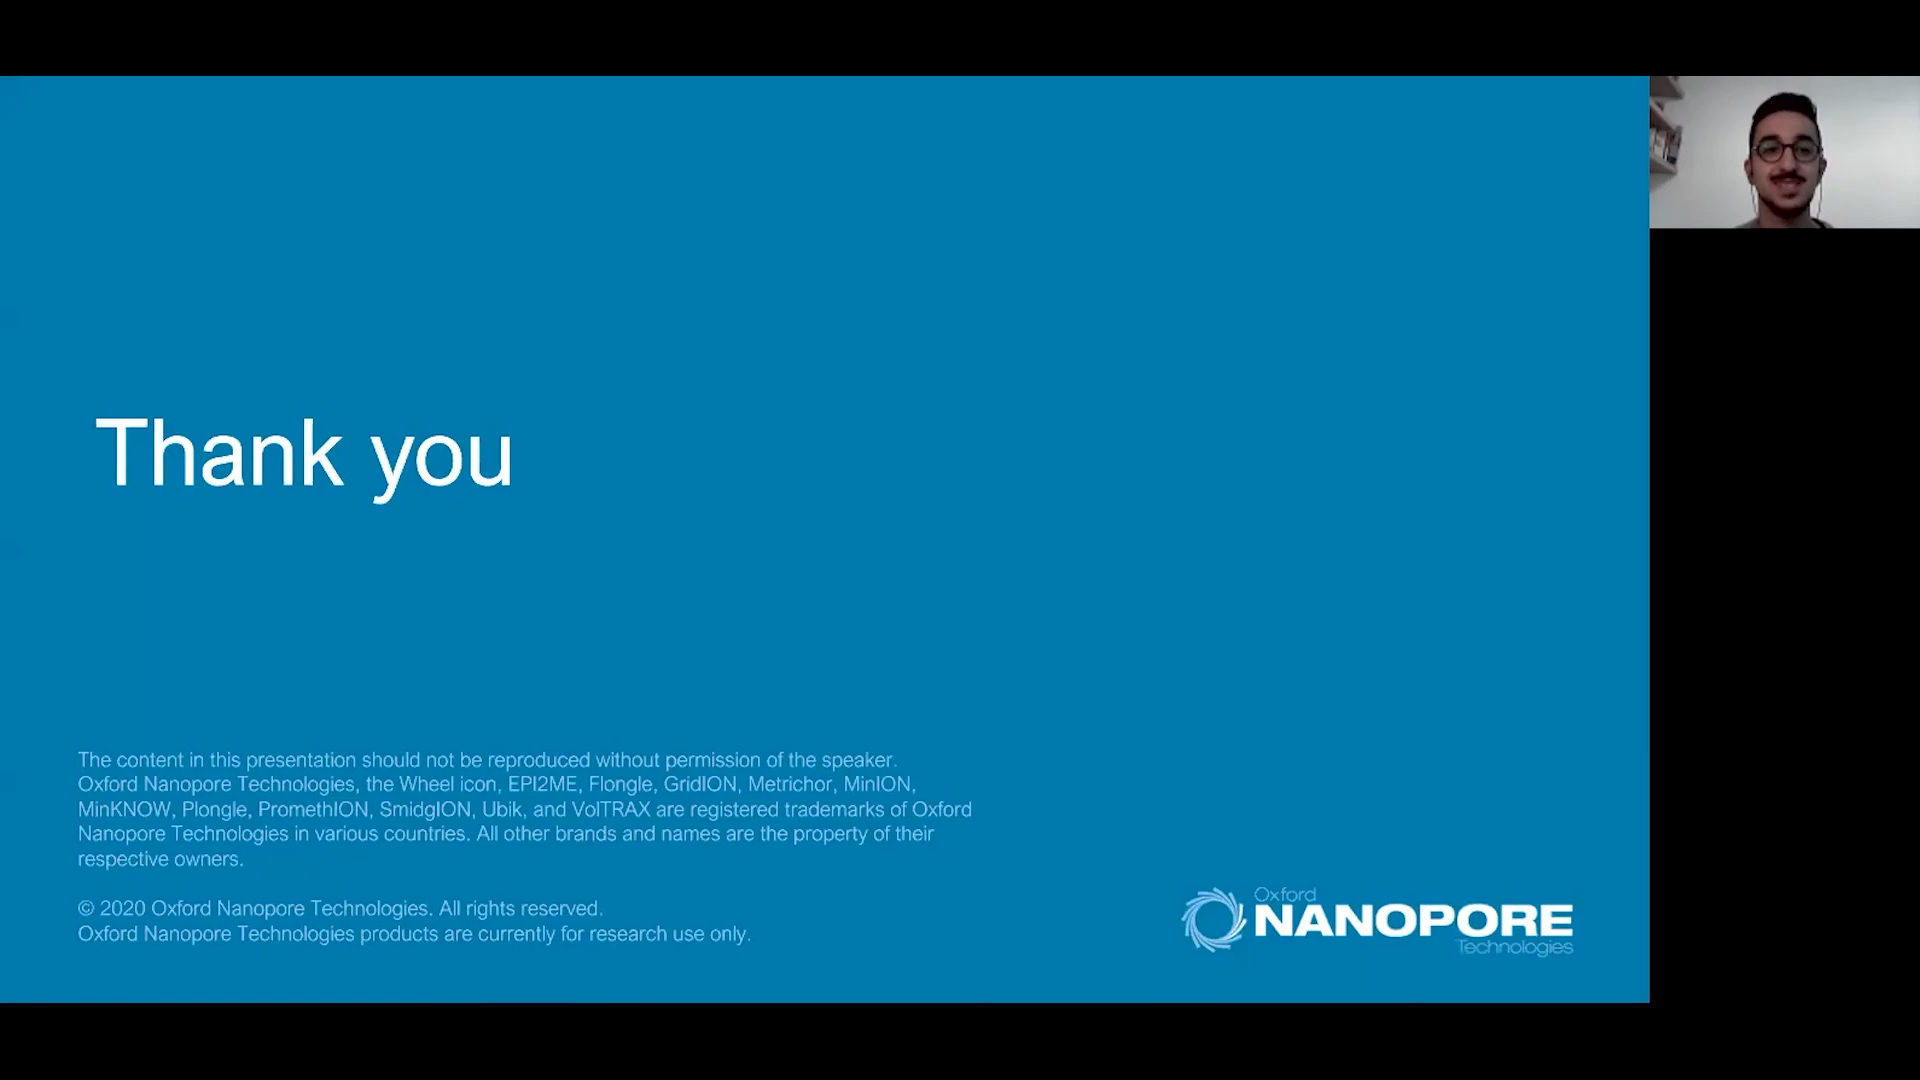 Thank you
The content in this presentation should not be reproduced without permission of the speaker.
Oxford Nanopore Technologies, the Wheel icon, EPI2ME, Flongle, GridION, Metrichor, MinION,
MinKNOW, Plongle, PromethION, SmidgION, Ubik, and VolTRAX are registered trademarks of Oxford
Nanopore Technologies in various countries. All other brands and names are the property of their
respective owners.
© 2020 Oxford Nanopore Technologies. All rights reserved.
Oxford Nanopore Technologies products are currently for research use only.
Oxford
NANOPORE
Technologies